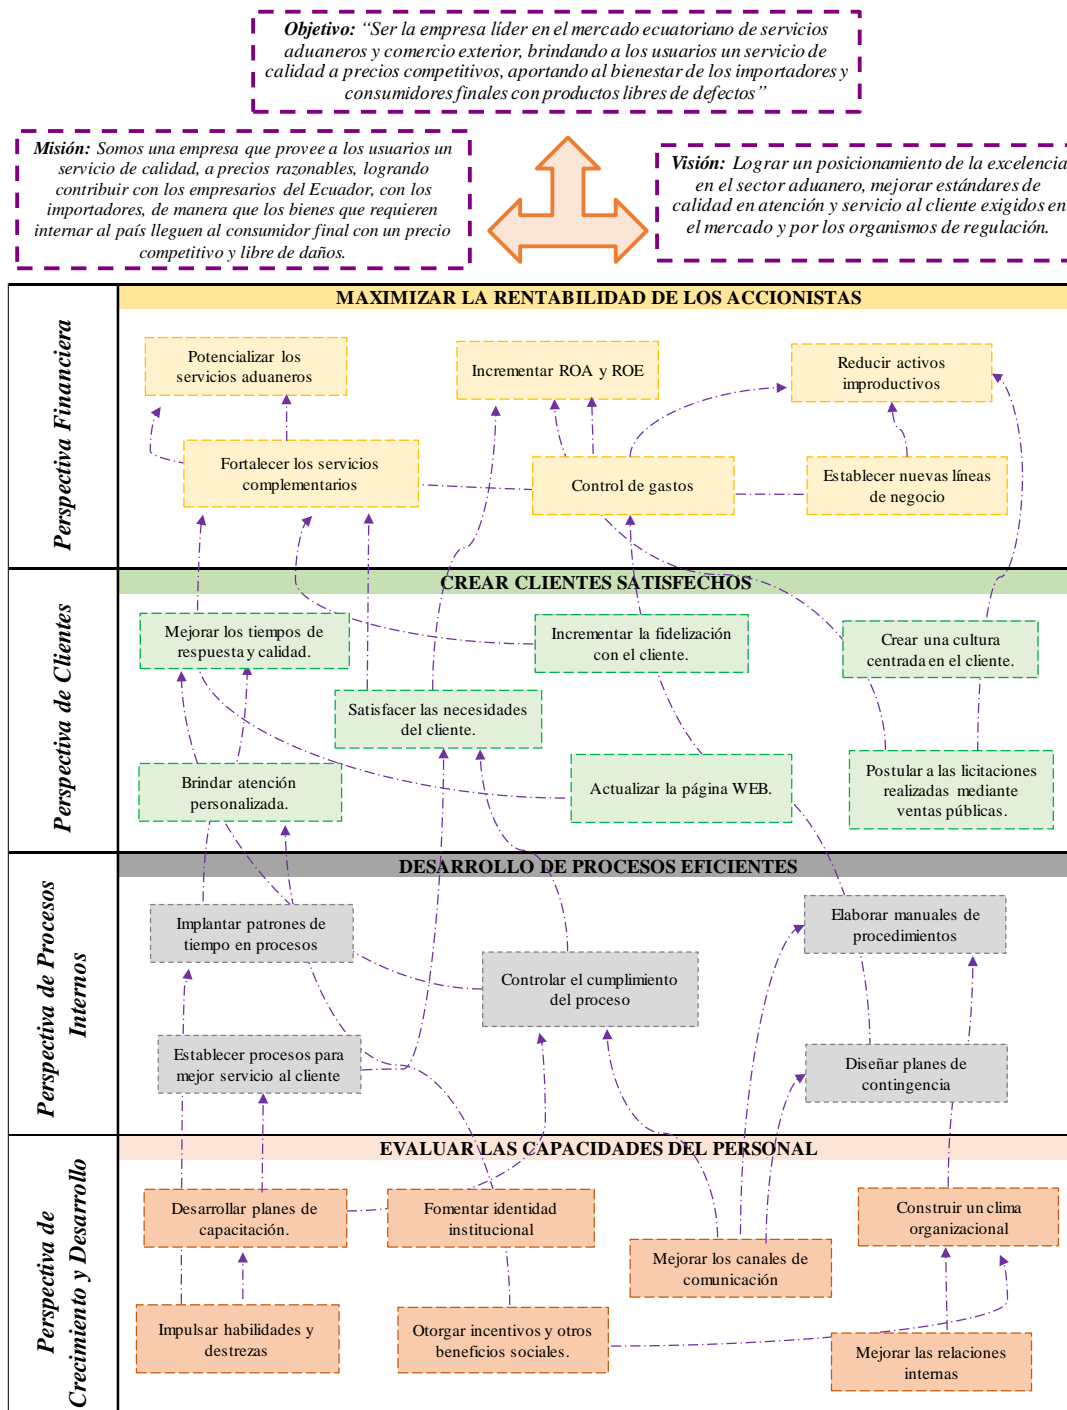 Objetivo: “Ser la empresa líder en el mercado ecuatoriano de servicios
aduaneros y comercio exterior, brindando a los usuarios un servicio de
calidad a precios competitivos, aportando al bienestar de los importadores y
consumidores finales con productos libres de defectos”
Misión: Somos una empresa que provee a los usuarios un
servicio de calidad, a precios razonables, logrando
contribuir con los empresarios del Ecuador, con los
importadores, de manera que los bienes que requieren
internar al país lleguen al consumidor final con un precio
competitivo y libre de daños.
Visión: Lograr un posicionamiento de la excelencia
en el sector aduanero, mejorar estándares de
calidad en atención y servicio al cliente exigidos en
el mercado y por los organismos de regulación.
Perspectiva Financiera
MAXIMIZAR LA RENTABILIDAD DE LOS ACCIONISTAS
Potencializar los
servicios aduaneros
Incrementar ROA y ROE
Reducir activos
improductivos
Fortalecer los servicios
complementarios
Control de gastos
Establecer nuevas líneas
de negocio
Perspectiva de Clientes
CREAR CLIENTES SATISFECHOS
Mejorar los tiempos de
respuesta y calidad.
Incrementar la fidelización
con el cliente.
Crear una cultura
centrada en el cliente.
Satisfacer las necesidades
del cliente.
Brindar atención
personalizada.
Actualizar la página WEB.
Postular a las licitaciones
realizadas mediante
ventas públicas.
Perspectiva de Procesos
Internos
DESARROLLO DE PROCESOS EFICIENTES
Implantar patrones de
tiempo en procesos
Controlar el cumplimiento
del proceso
Elaborar manuales de
procedimientos
Establecer procesos para
mejor servicio al cliente
Diseñar planes de
contingencia
Perspectiva de
Crecimiento y Desarrollo
EVALUAR LAS CAPACIDADES DEL PERSONAL
Desarrollar planes de
capacitación.
Fomentar identidad
institucional
Mejorar los canales de
comunicación
Construir un clima
organizacional
Impulsar habilidades y
destrezas
Otorgar incentivos y otros
beneficios sociales.
Mejorar las relaciones
internas